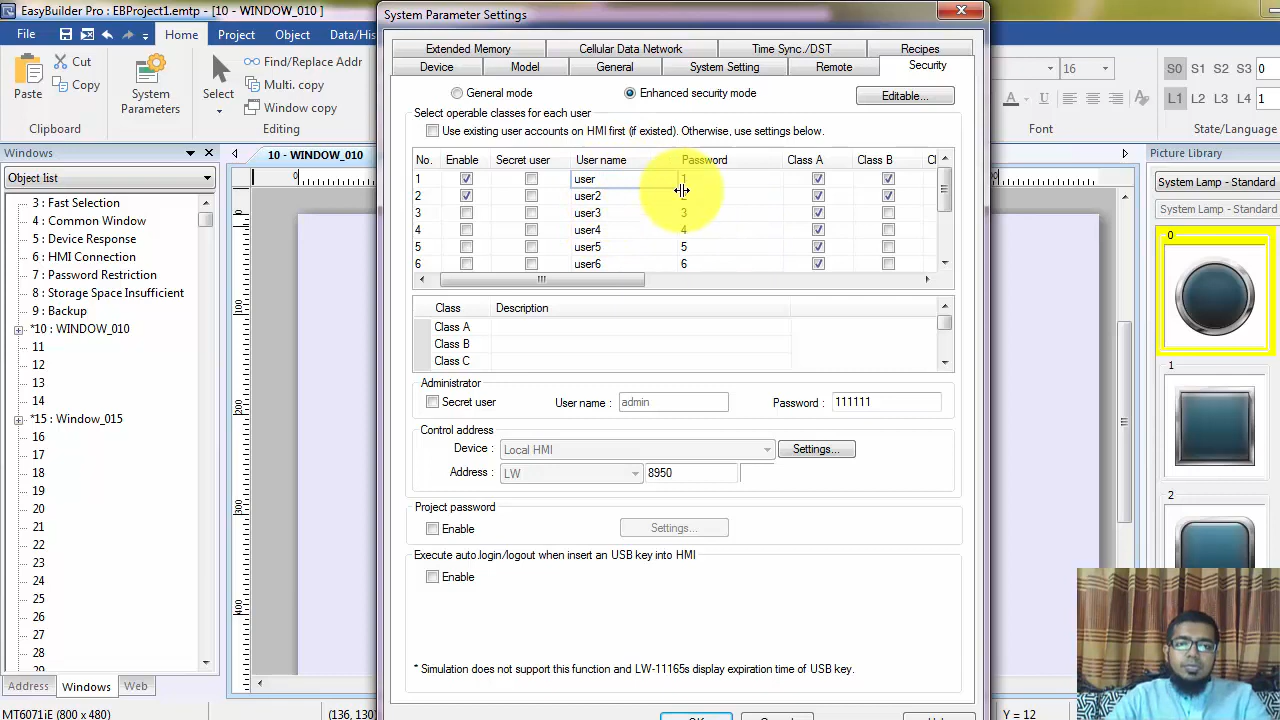 EasyBuilder Pro : EBProject1.emtp - [10 - WINDOW_010 ]
File Home Project Object Data/His
Paste
Cut
Copy
Clipboard
System Parameters
Select
Find/Replace Addr
Multi. copy
Window copy
Editing
16
S0 S1 S2 S3
A U
L1 L2 L3 1
Font
State/Language
Windows
Object list
3 : Fast Selection
4 : Common Window
5 : Device Response
6 : HMI Connection
7 : Password Restriction
8 : Storage Space Insufficient
9 : Backup
*10 : WINDOW_010
11
12
13
14
*15 : Window_015
16
17
18
19
20
21
22
23
24
25
26
27
28
Address Windows Web
MT6071iE (800 x 480)
(136, 130)
Y = 12
10 - WINDOW_010
0
100
200
300
400
System Parameter Settings
Extended Memory Cellular Data Network Time Sync./DST Recipes
Device Model General System Setting Remote Security
General mode Enhanced security mode Editable...
Select operable classes for each user
Use existing user accounts on HMI first (if existed). Otherwise, use settings below.
No. Enable Secret user User name Password Class A Class B Cl
1 user 1
2 user2
3 user3 3
4 user4 4
5 user5 5
6 user6 6
Class Description
Class A
Class B
Class C
Administrator
Secret user User name : admin Password : 111111
Control address
Device : Local HMI Settings...
Address : LW 8950
Project password
Enable Settings...
Execute auto.login/logout when insert an USB key into HMI
Enable
* Simulation does not support this function and LW-11165s display expiration time of USB key.
Picture Library
System Lamp - Standard
System Lamp - Standard
0
1
2